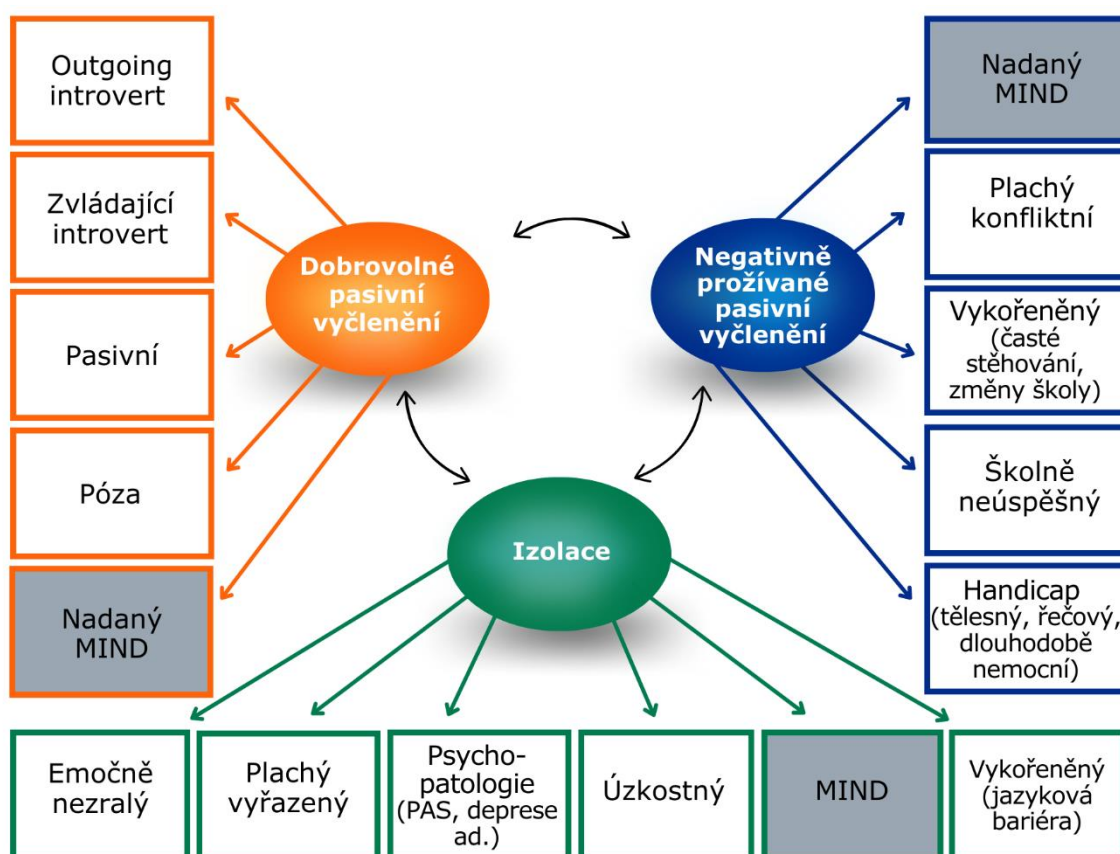 Outgoing
introvert
Zvládající
introvert
Pasivní
Póza
Nadaný
MIND
Dobrovolné
pasivní
vyčlenění
Negativně
prožívané
pasivní
vyčlenění
Izolace
Nadaný
MIND
Plachý
konfliktní
Vykořeněný
(časté
stěhování,
změny školy)
Školně
neúspěšný
Handicap
(tělesný, řečový,
dlouhodobě
nemocní)
Emočně
nezralý
Plachý
vyřazený
Psycho-
patologie
(PAS, deprese
ad.)
Úzkostný
MIND
Vykořeněný
(jazyková
bariéra)